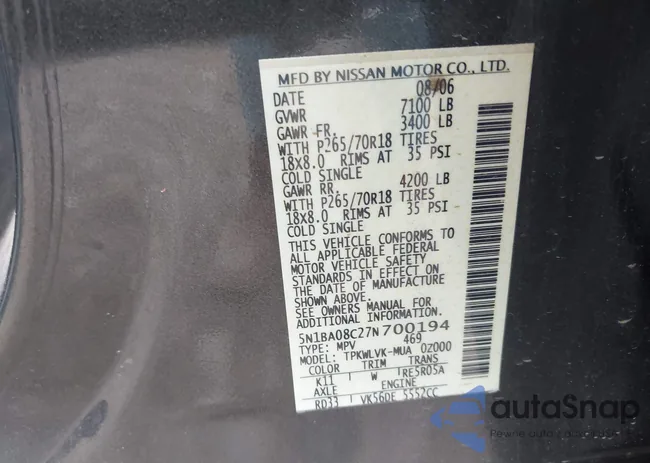 MFD BY NISSAN MOTOR CO., LTD.
DATE 08/06
GVWR 7100 LB
GAWR FR. 3400 LB
WITH P265/70R18 TIRES
18X8.0 RIMS AT 35 PSI
COLD SINGLE
GAWR RR. 4200 LB
WITH P265/70R18 TIRES
18X8.0 RIMS AT 35 PSI
COLD SINGLE
THIS VEHICLE CONFORMS TO
ALL APPLICABLE FEDERAL
MOTOR VEHICLE SAFETY
STANDARDS IN EFFECT ON
THE DATE OF MANUFACTURE
SHOWN ABOVE.
SEE OWNERS MANUAL FOR
ADDITIONAL INFORMATION
5N1BA08C27N700194
TYPE: MPV 469
MODEL: TPKWLVK-MUA 0Z000
COLOR TRIM TRANS
K11 W TRE5R05A
AXLE ENGINE
RD33 VK56DE 5552CC
autaSnap
Pewne auto z